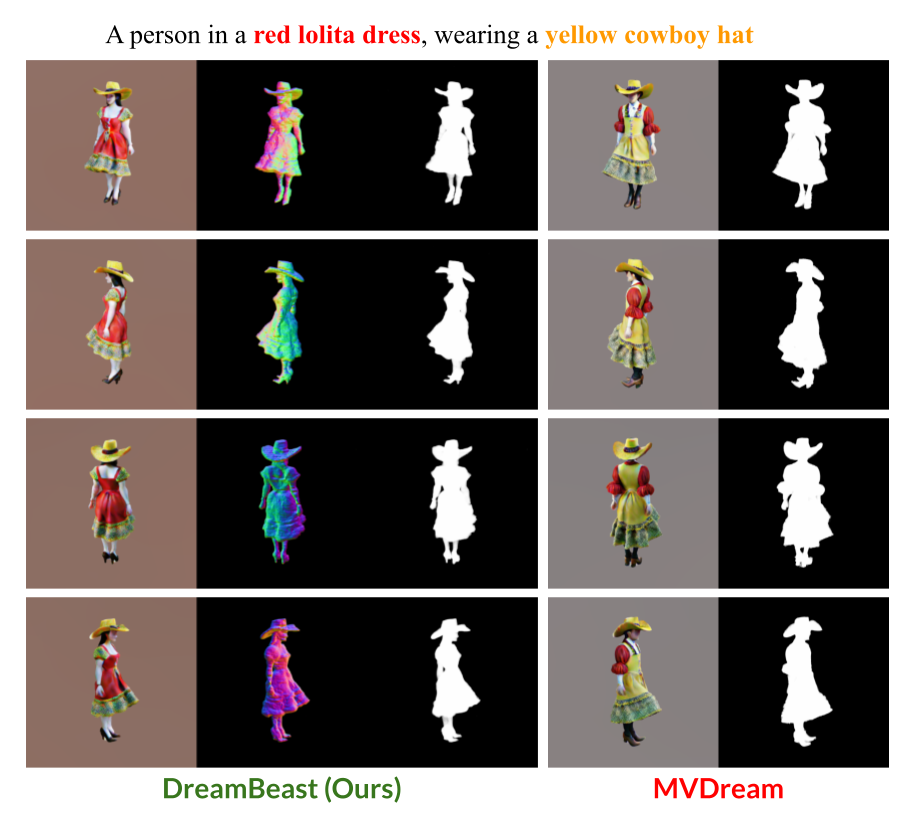 A person in a red lolita dress, wearing a yellow cowboy hat
DreamBeast (Ours) MVDream